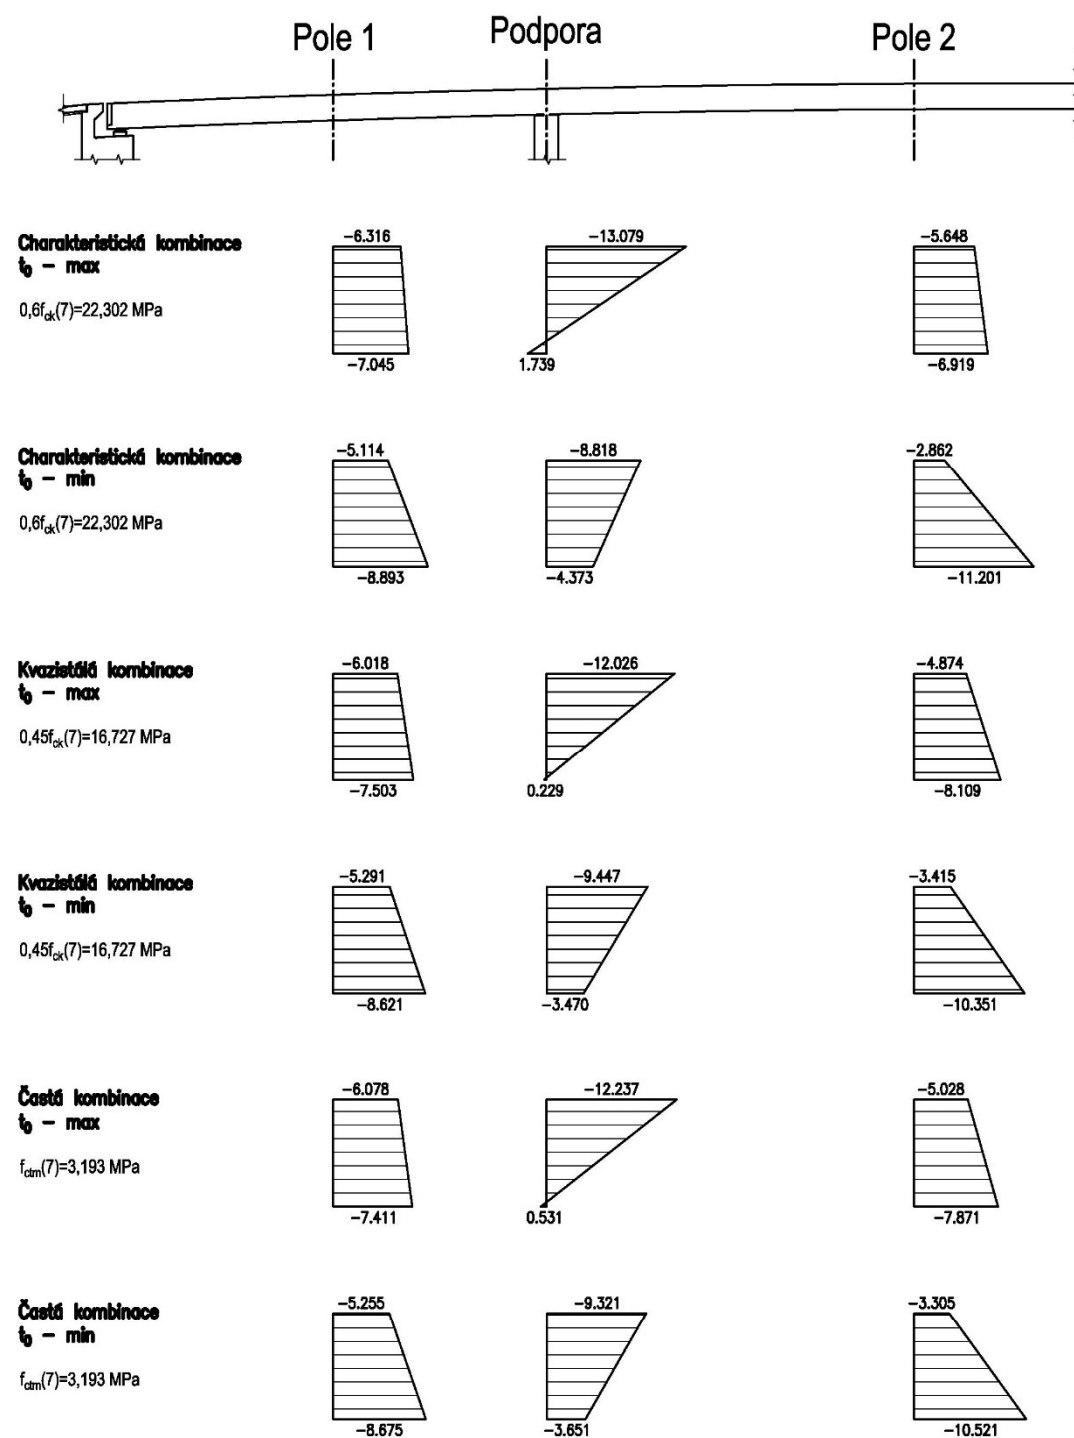 Pole 1 Podpora Pole 2
Charakteristická kombinace
t0 – max
0,6fck(7)=22,302 MPa
-6.316 -13.079 -5.648
-7.045 1.739 -6.919
Charakteristická kombinace
t0 – min
0,6fck(7)=22,302 MPa
-5.114 -8.818 -2.862
-8.893 -4.373 -11.201
Kvazistálá kombinace
t0 – max
0,45fck(7)=16,727 MPa
-6.018 -12.026 -4.874
-7.503 0.229 -8.109
Kvazistálá kombinace
t0 – min
0,45fck(7)=16,727 MPa
-5.291 -9.447 -3.415
-8.621 -3.470 -10.351
Častá kombinace
t0 – max
fctm(7)=3,193 MPa
-6.078 -12.237 -5.028
-7.411 0.531 -7.871
Častá kombinace
t0 – min
fctm(7)=3,193 MPa
-5.255 -9.321 -3.305
-8.675 -3.651 -10.521